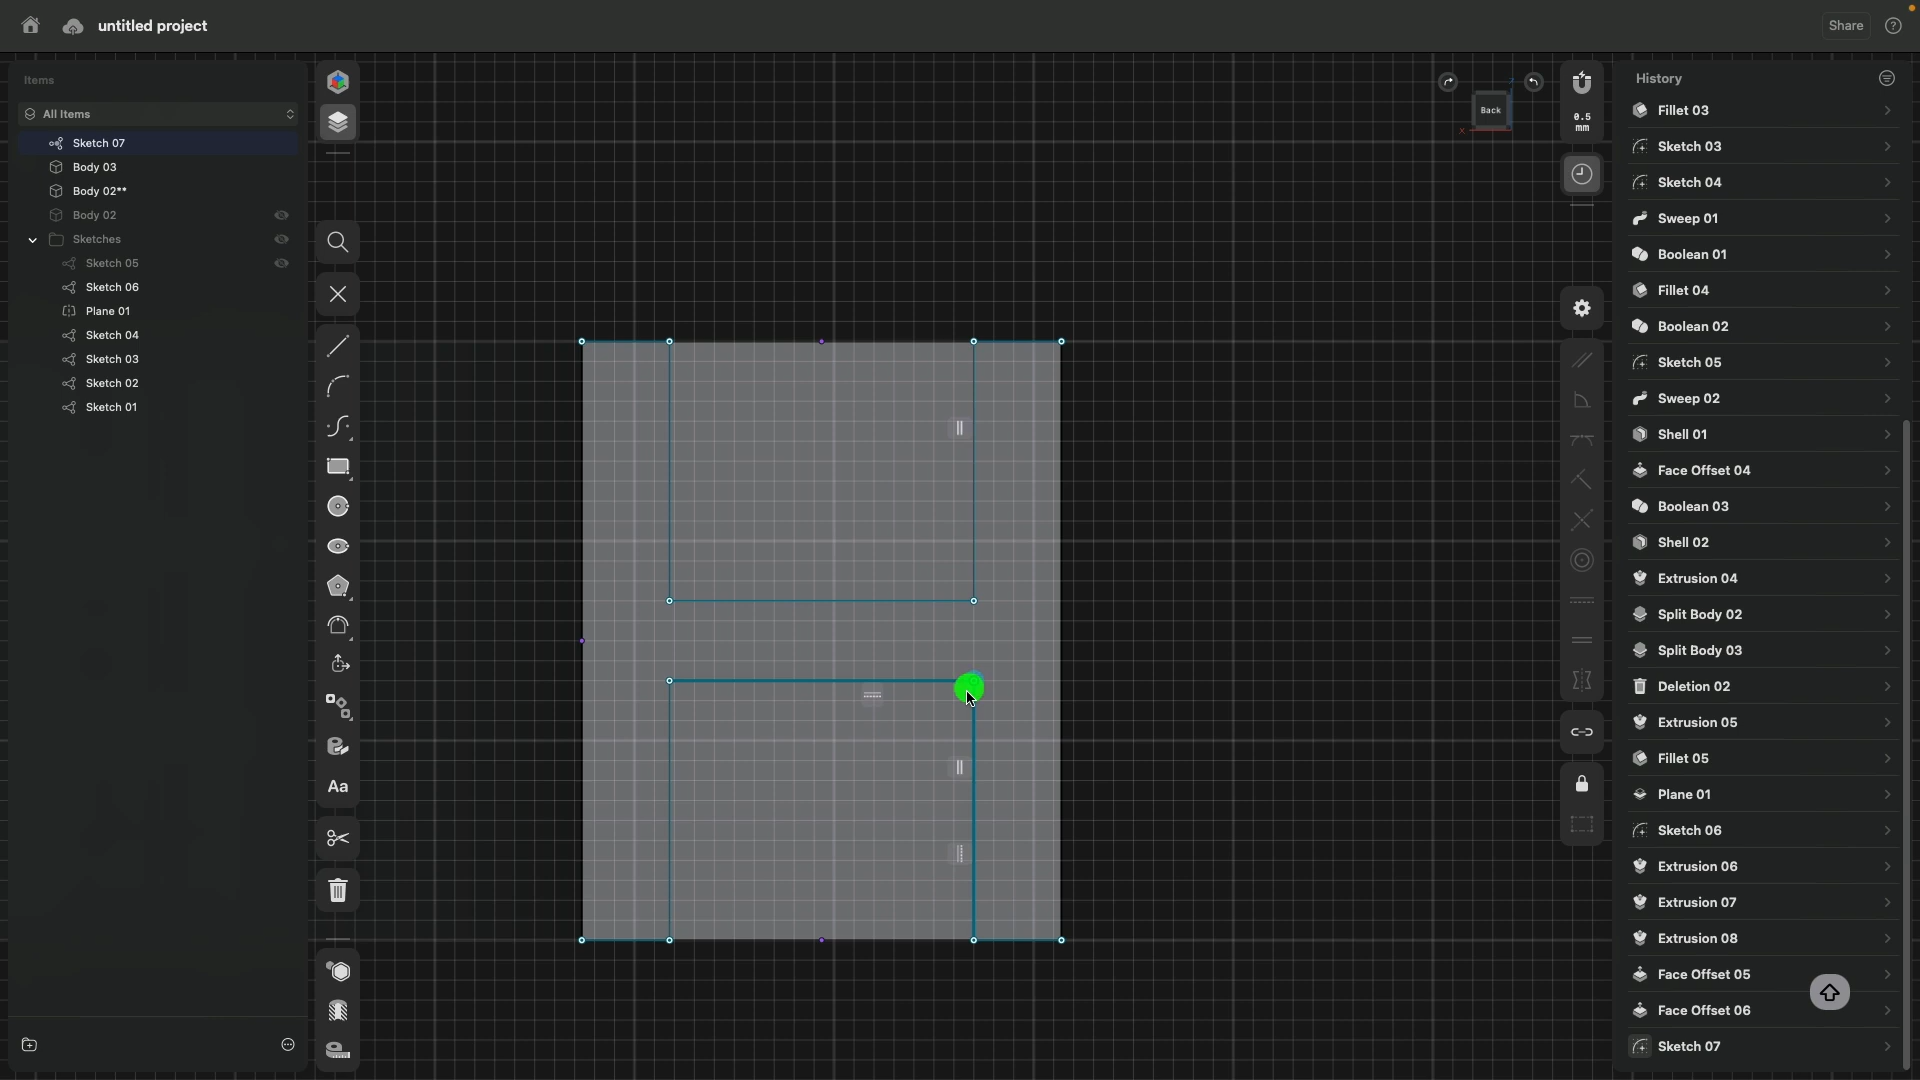 untitled project
Share
Items
All Items
Sketch 07
Body 03
Body 02**
Body 02
Sketches
Sketch 05
Sketch 06
Plane 01
Sketch 04
Sketch 03
Sketch 02
Sketch 01
Aa
Z
Back
X
0.5
mm
History
Fillet 03
Sketch 03
Sketch 04
Sweep 01
Boolean 01
Fillet 04
Boolean 02
Sketch 05
Sweep 02
Shell 01
Face Offset 04
Boolean 03
Shell 02
Extrusion 04
Split Body 02
Split Body 03
Deletion 02
Extrusion 05
Fillet 05
Plane 01
Sketch 06
Extrusion 06
Extrusion 07
Extrusion 08
Face Offset 05
Face Offset 06
Sketch 07